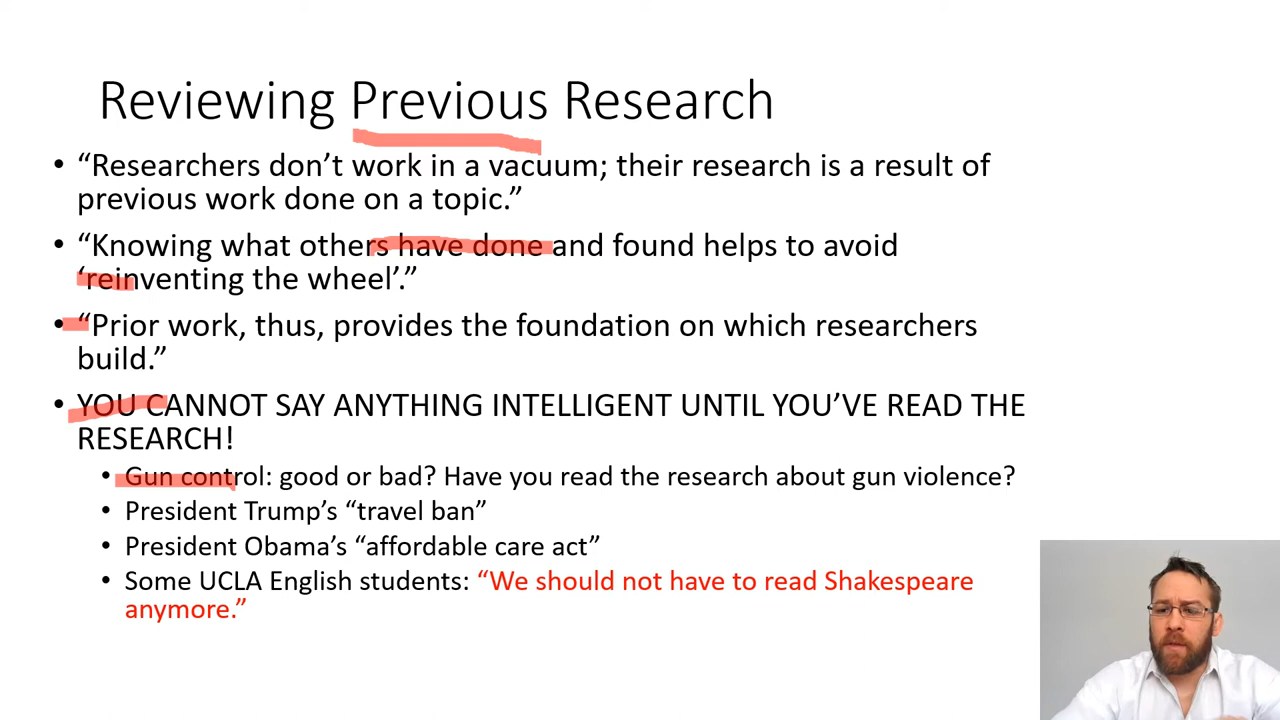 Reviewing Previous Research
• “Researchers don’t work in a vacuum; their research is a result of
previous work done on a topic.”
• “Knowing what others have done and found helps to avoid
‘reinventing the wheel’.”
• “Prior work, thus, provides the foundation on which researchers
build.”
• YOU CANNOT SAY ANYTHING INTELLIGENT UNTIL YOU’VE READ THE
RESEARCH!
• Gun control: good or bad? Have you read the research about gun violence?
• President Trump’s “travel ban”
• President Obama’s “affordable care act”
• Some UCLA English students: “We should not have to read Shakespeare
anymore.”